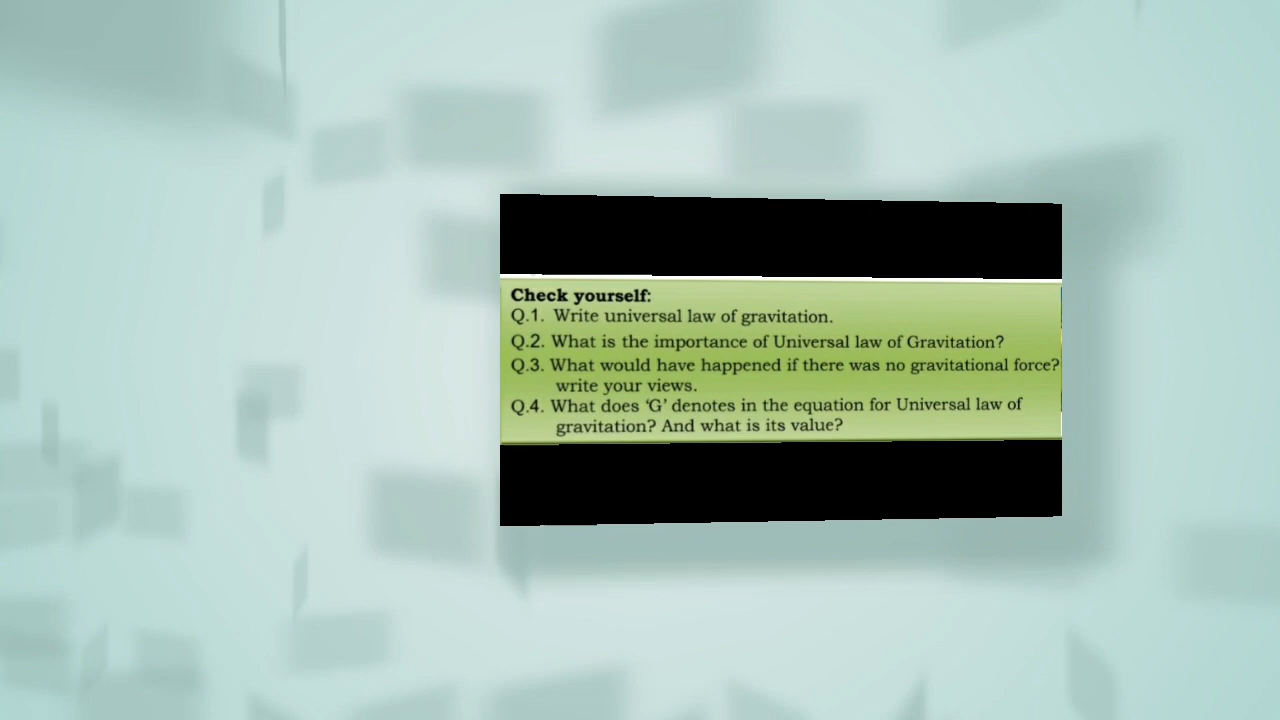 Check yourself:
Q.1. Write universal law of gravitation.
Q.2. What is the importance of Universal law of Gravitation?
Q.3. What would have happened if there was no gravitational force?
write your views.
Q.4. What does ‘G’ denotes in the equation for Universal law of
gravitation? And what is its value?